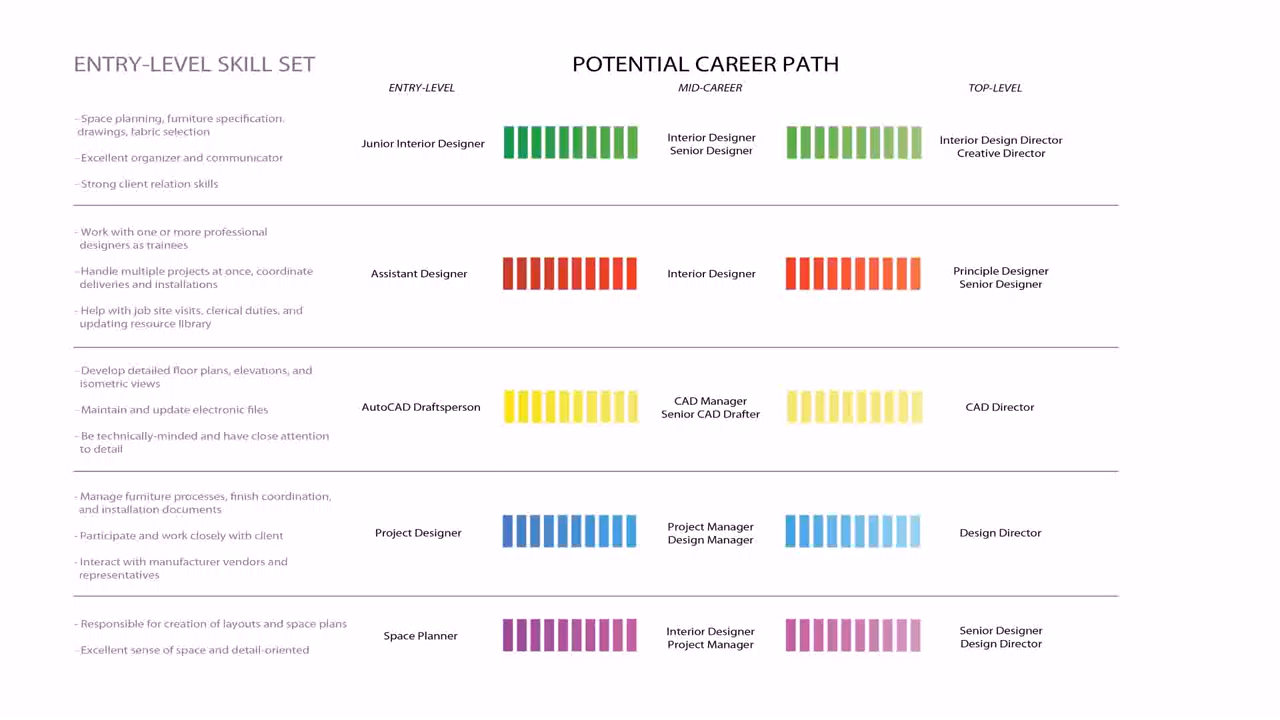 ENTRY-LEVEL SKILL SET
POTENTIAL CAREER PATH
ENTRY-LEVEL
MID-CAREER
TOP-LEVEL
- Space planning, furniture specification,
drawings, fabric selection
- Excellent organizer and communicator
- Strong client relation skills
Junior Interior Designer
Interior Designer
Senior Designer
Interior Design Director
Creative Director
- Work with one or more professional
designers as trainees
- Handle multiple projects at once, coordinate
deliveries and installations
- Help with job site visits, clerical duties, and
updating resource library
Assistant Designer
Interior Designer
Principle Designer
Senior Designer
- Develop detailed floor plans, elevations, and
isometric views
- Maintain and update electronic files
- Be technically-minded and have close attention
to detail
AutoCAD Draftsperson
CAD Manager
Senior CAD Drafter
CAD Director
- Manage furniture processes, finish coordination,
and installation documents
- Participate and work closely with client
- Interact with manufacturer vendors and
representatives
Project Designer
Project Manager
Design Manager
Design Director
- Responsible for creation of layouts and space plans
- Excellent sense of space and detail-oriented
Space Planner
Interior Designer
Project Manager
Senior Designer
Design Director